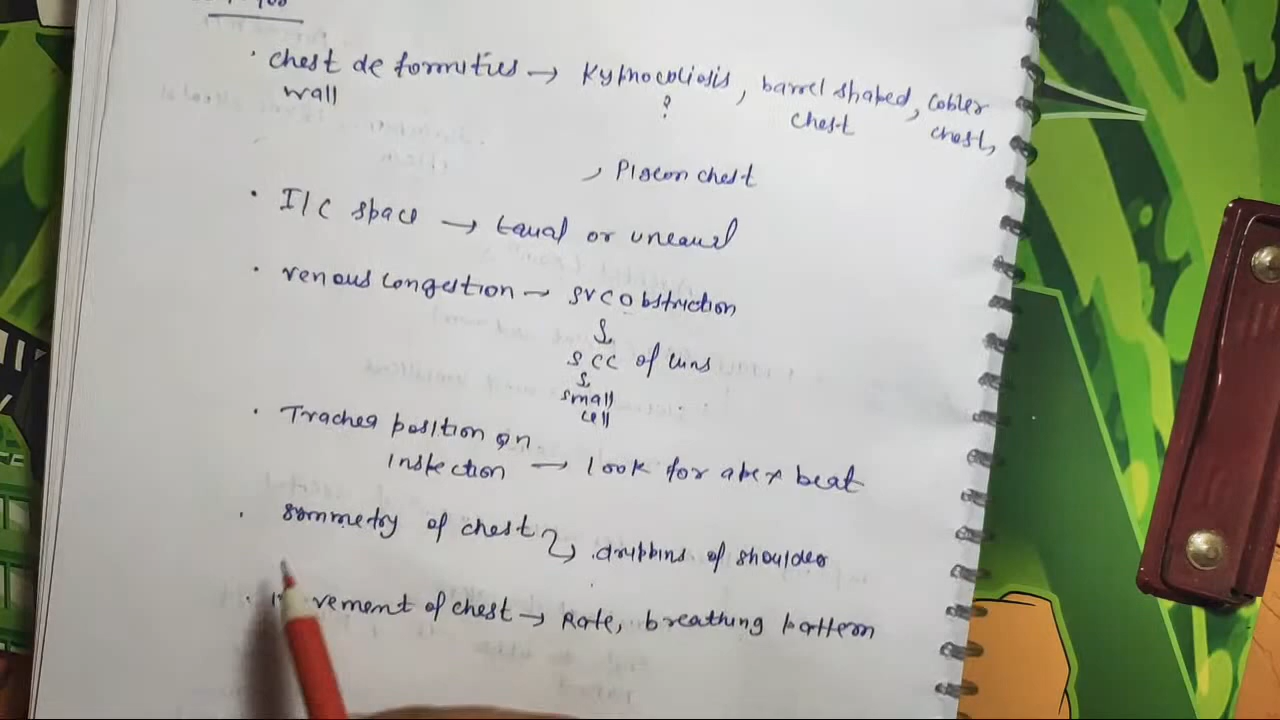 · chest deformities → Kyphocoliosis, barrel shaped, Cobler
wall ? chest chest,
, Pigeon chest
· I/C space → Equal or unequal
· venous congestion → SVC Obstruction
SCC of lung
small
cell
· Trachea position on
inspection → look for apex beat
· symmetry of chest → drubbing of shoulder
· vement of chest → Rate, breathing pattern